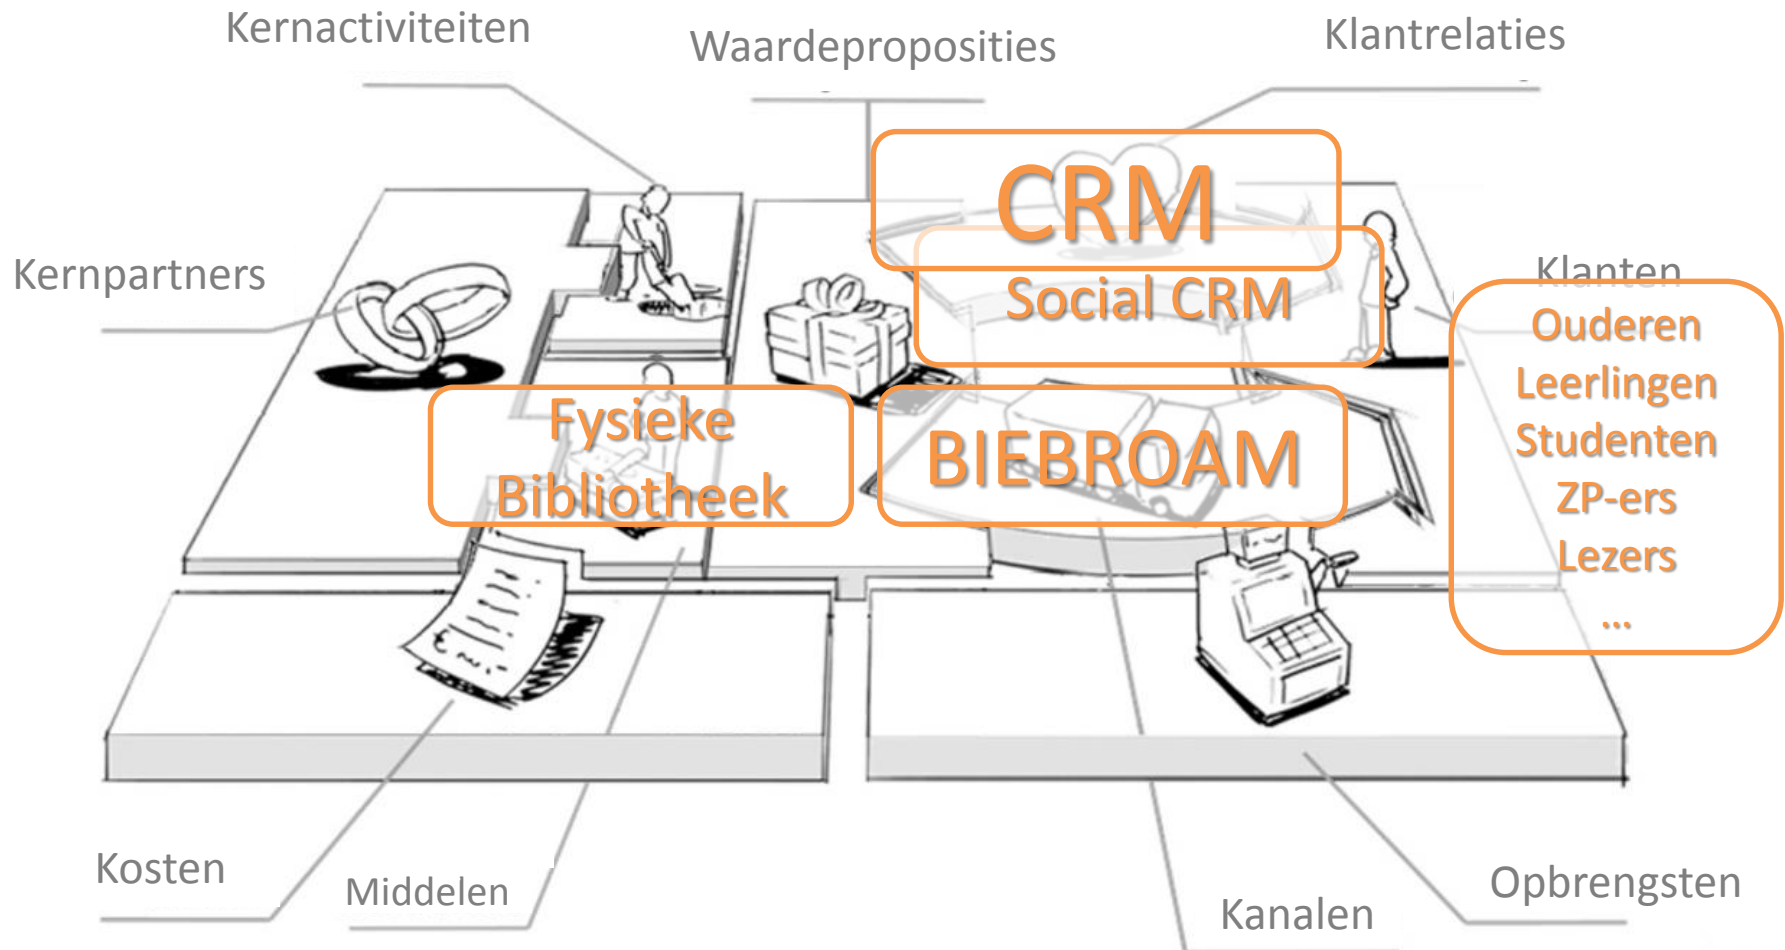 Kernactiviteiten
Waardeproposities
Klantrelaties
CRM
Social CRM
Kernpartners
Klanten
Ouderen
Leerlingen
Studenten
ZP-ers
Lezers
...
Fysieke
Bibliotheek
BIEBROAM
Kosten
Middelen
Kanalen
Opbrengsten